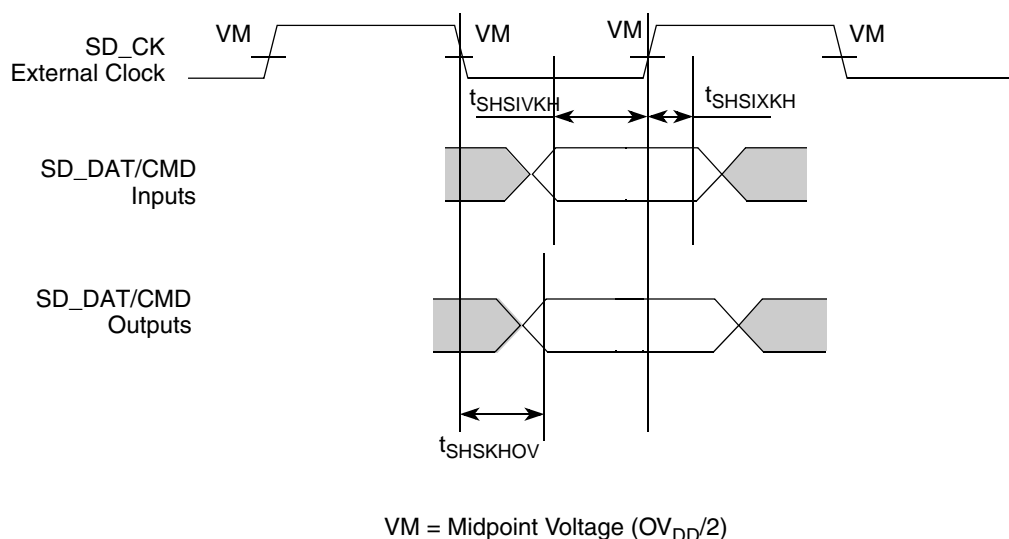 VM VM VM VM
SD_CK
External Clock
tSHSIVKH tSHSIXKH
SD_DAT/CMD
Inputs
SD_DAT/CMD
Outputs
tSHSKHOV
VM = Midpoint Voltage (OVDD/2)